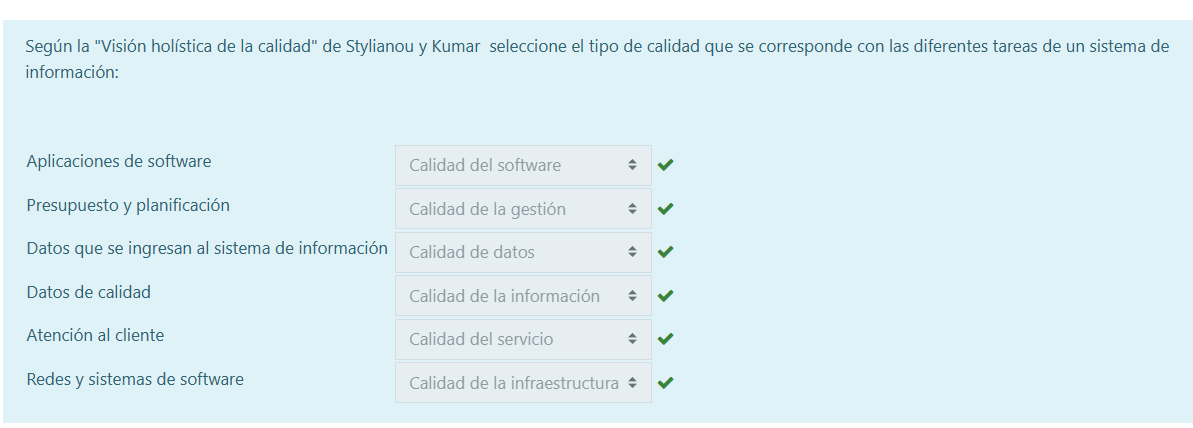 Según la "Visión holística de la calidad" de Stylianou y Kumar  seleccione el tipo de calidad que se corresponde con las diferentes tareas de un sistema de
información:
Aplicaciones de software Calidad del software
Presupuesto y planificación Calidad de la gestión
Datos que se ingresan al sistema de información Calidad de datos
Datos de calidad Calidad de la información
Atención al cliente Calidad del servicio
Redes y sistemas de software Calidad de la infraestructura